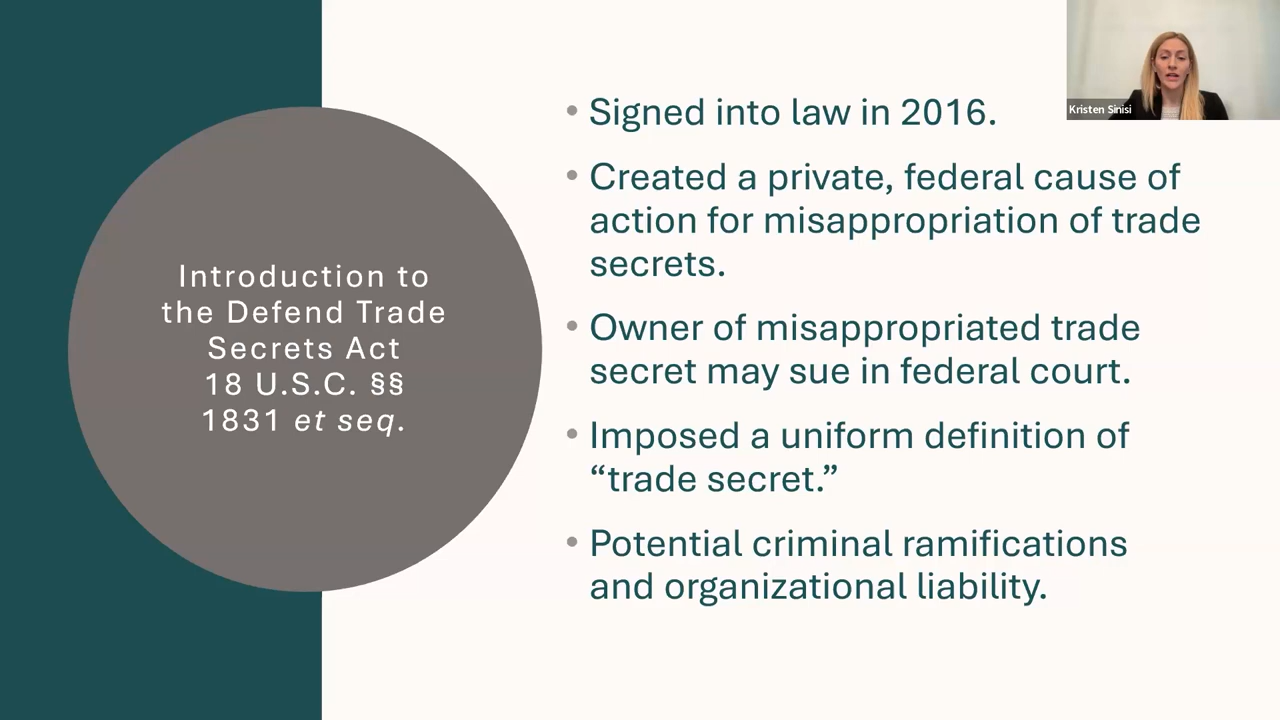 Introduction to
the Defend Trade
Secrets Act
18 U.S.C. §§
1831 et seq.
• Signed into law in 2016.
• Created a private, federal cause of
action for misappropriation of trade
secrets.
• Owner of misappropriated trade
secret may sue in federal court.
• Imposed a uniform definition of
“trade secret.”
• Potential criminal ramifications
and organizational liability.
Kristen Sinisi